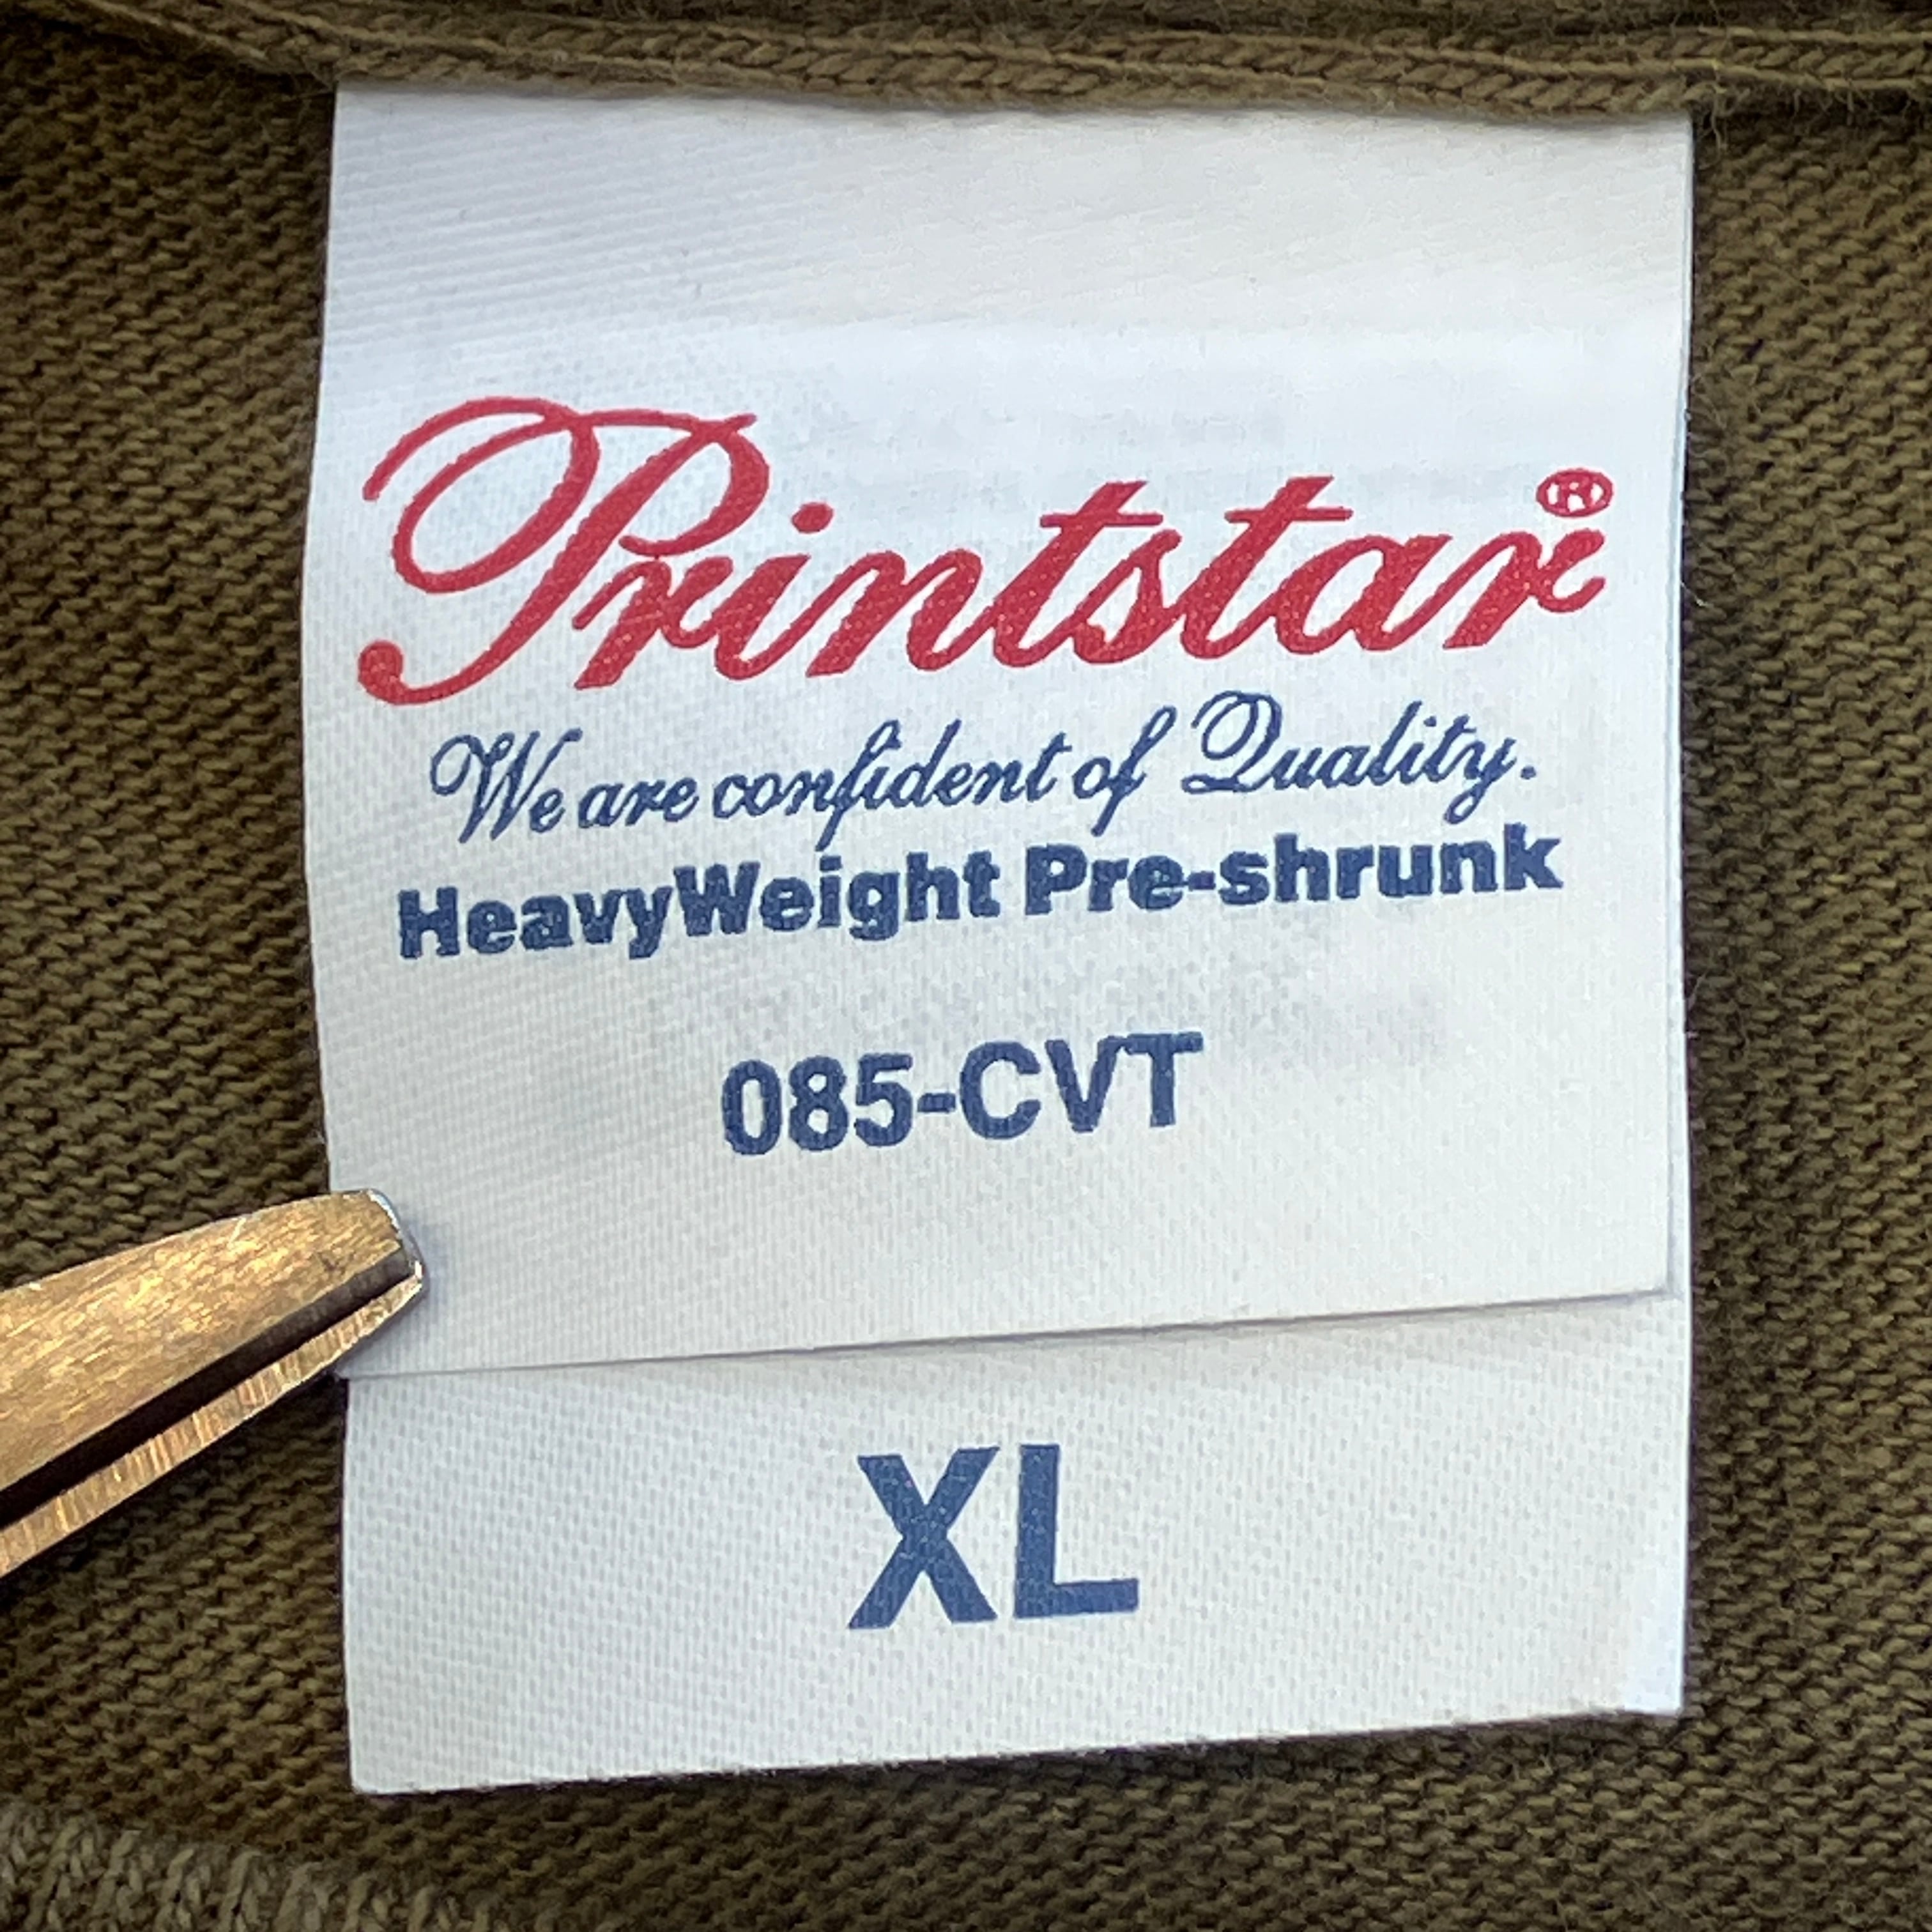 Printstar®
We are confident of Quality.
HeavyWeight Pre-shrunk
085-CVT
XL